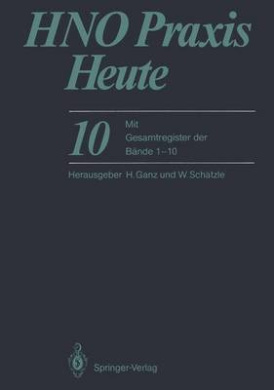 HNO Praxis
Heute
10
Mit
Gesamtregister der
Bände 1–10
Herausgeber H. Ganz und W. Schätzle
Springer-Verlag